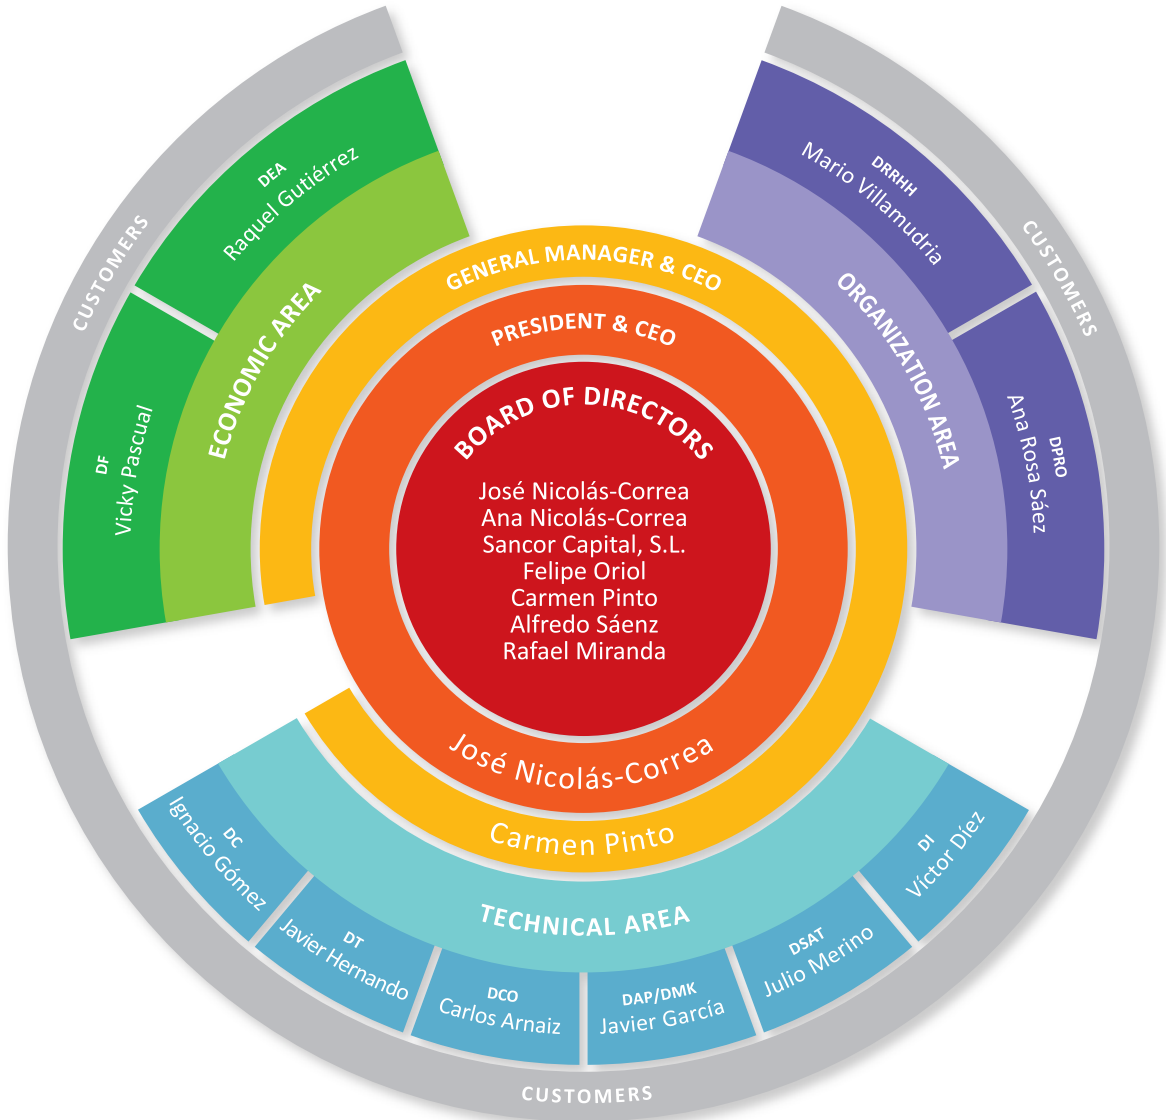 CUSTOMERS
DEA
Raquel Gutiérrez
DF
Vicky Pascual
ECONOMIC AREA
CUSTOMERS
DRRHH
Mario Villamudria
DPRO
Ana Rosa Sáez
ORGANIZATION AREA
GENERAL MANAGER & CEO
PRESIDENT & CEO
BOARD OF DIRECTORS
José Nicolás-Correa
Ana Nicolás-Correa
Sancor Capital, S.L.
Felipe Oriol
Carmen Pinto
Alfredo Sáenz
Rafael Miranda
José Nicolás-Correa
Carmen Pinto
TECHNICAL AREA
DC
Ignacio Gómez
DT
Javier Hernando
DCO
Carlos Arnaiz
DAP/DMK
Javier García
DSAT
Julio Merino
DI
Víctor Díez
CUSTOMERS